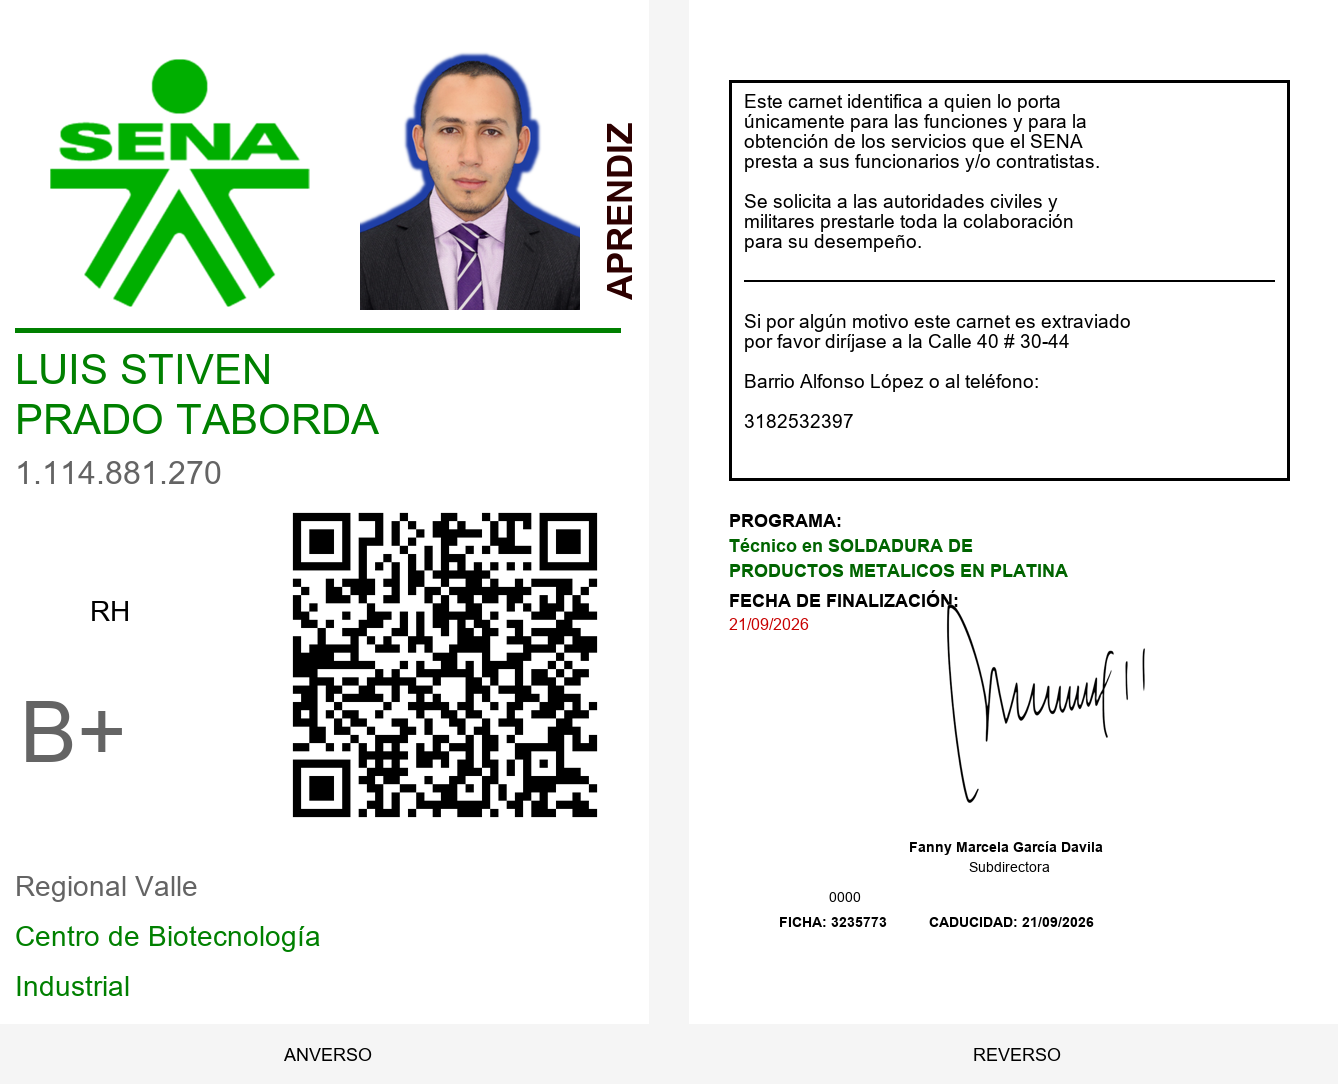 SENA
APRENDIZ
LUIS STIVEN
PRADO TABORDA
1.114.881.270
RH
B+
Regional Valle
Centro de Biotecnología
Industrial
ANVERSO
Este carnet identifica a quien lo porta
únicamente para las funciones y para la
obtención de los servicios que el SENA
presta a sus funcionarios y/o contratistas.
Se solicita a las autoridades civiles y
militares prestarle toda la colaboración
para su desempeño.
Si por algún motivo este carnet es extraviado
por favor diríjase a la Calle 40 # 30-44
Barrio Alfonso López o al teléfono:
3182532397
PROGRAMA:
Técnico en SOLDADURA DE
PRODUCTOS METALICOS EN PLATINA
FECHA DE FINALIZACIÓN:
21/09/2026
Fanny Marcela García Davila
Subdirectora
0000
FICHA: 3235773 CADUCIDAD: 21/09/2026
REVERSO